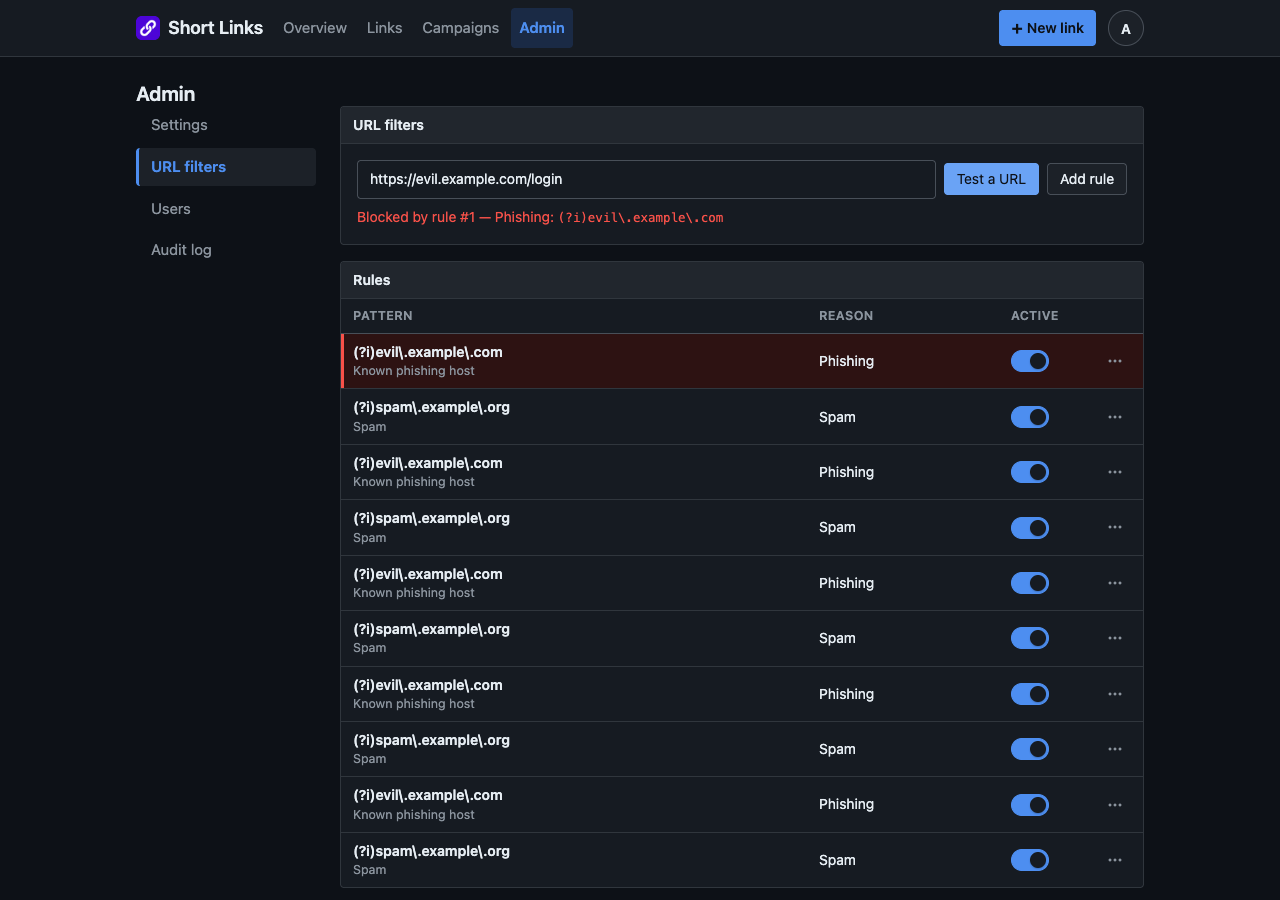 Short Links Overview Links Campaigns Admin + New link A
Admin
Settings
URL filters
Users
Audit log
URL filters
https://evil.example.com/login Test a URL Add rule
Blocked by rule #1 — Phishing: (?i)evil\.example\.com
Rules
PATTERN REASON ACTIVE
(?i)evil\.example\.com Phishing
Known phishing host
(?i)spam\.example\.org Spam
Spam
(?i)evil\.example\.com Phishing
Known phishing host
(?i)spam\.example\.org Spam
Spam
(?i)evil\.example\.com Phishing
Known phishing host
(?i)spam\.example\.org Spam
Spam
(?i)evil\.example\.com Phishing
Known phishing host
(?i)spam\.example\.org Spam
Spam
(?i)evil\.example\.com Phishing
Known phishing host
(?i)spam\.example\.org Spam
Spam